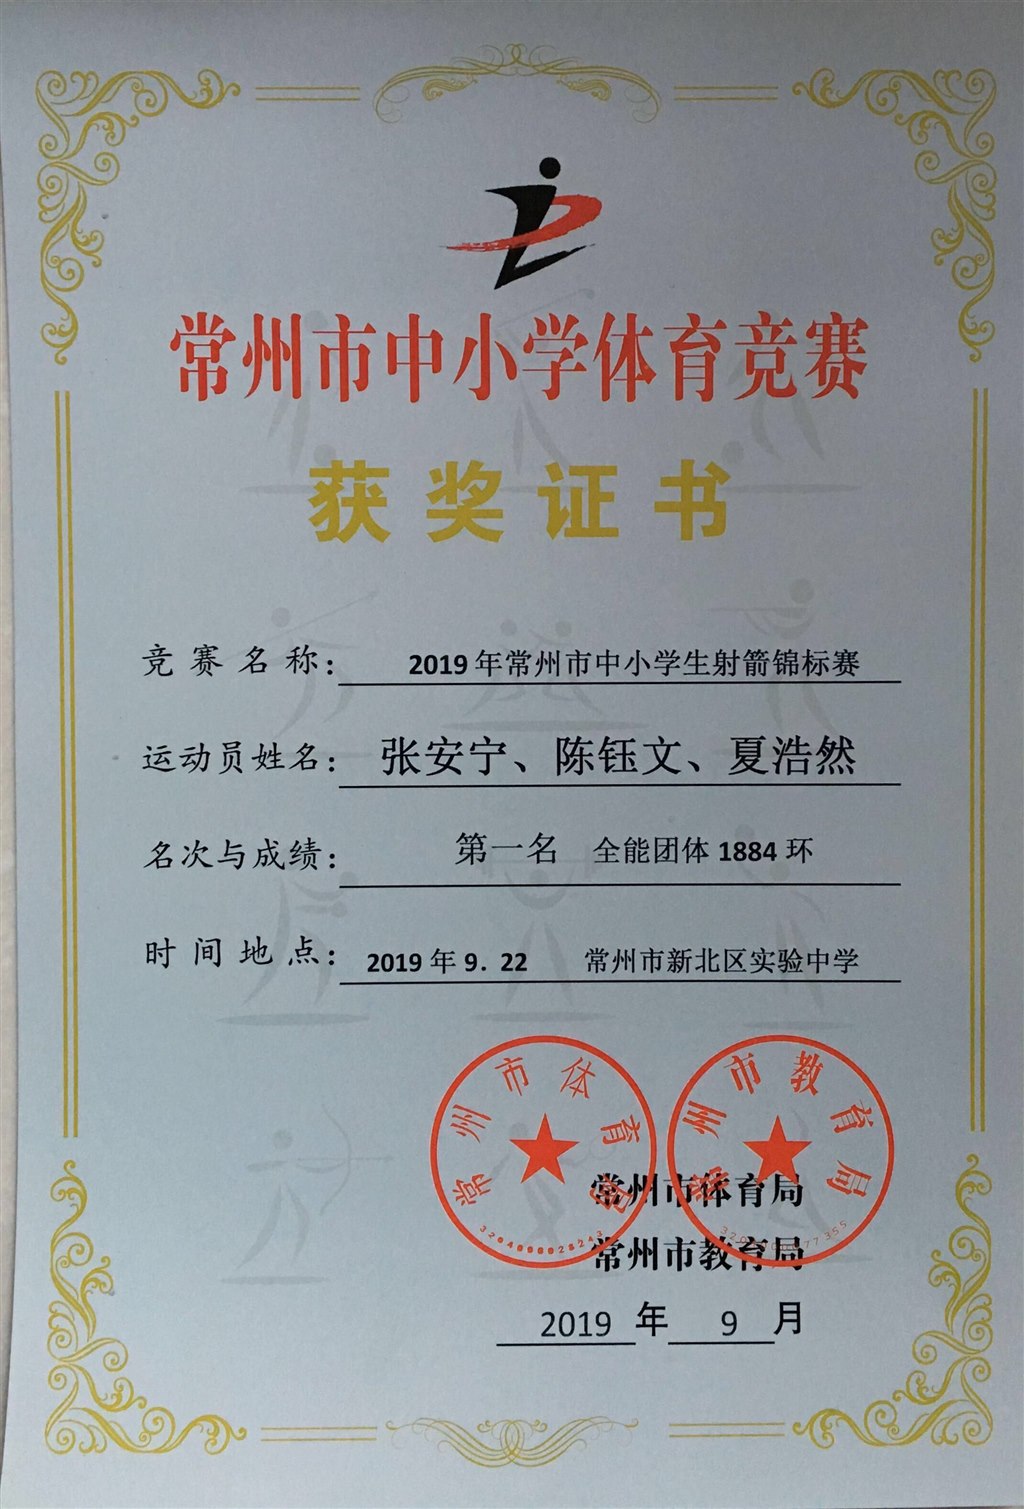 常州市中小学体育竞赛
获奖证书
竞赛名称： 2019年常州市中小学生射箭锦标赛
运动员姓名： 张安宁、陈钰文、夏浩然
名次与成绩： 第一名 全能团体1884环
时间地点： 2019年9. 22 常州市新北区实验中学
常州市体育局
常州市教育局
常州市体育局
常州市教育局
2019年9月